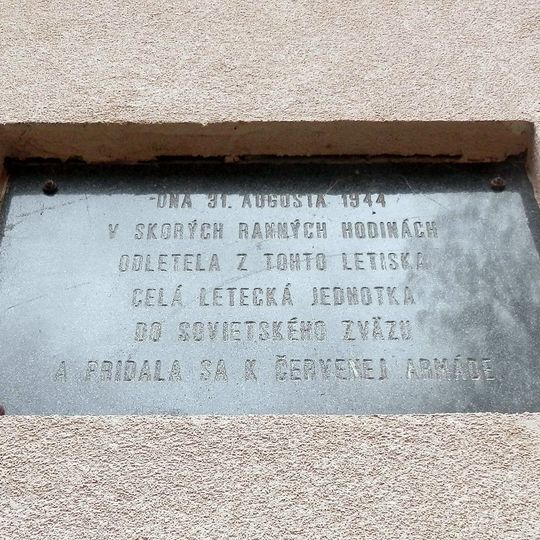 DŇA 31. AUGUSTA 1944
V SKORÝCH RANNÝCH HODINÁCH
ODLETELA Z TOHTO LETISKA
CELÁ LETECKÁ JEDNOTKA
DO SOVIETSKÉHO ZVÄZU
A PRIDALA SA K ČERVENEJ ARMÁDE